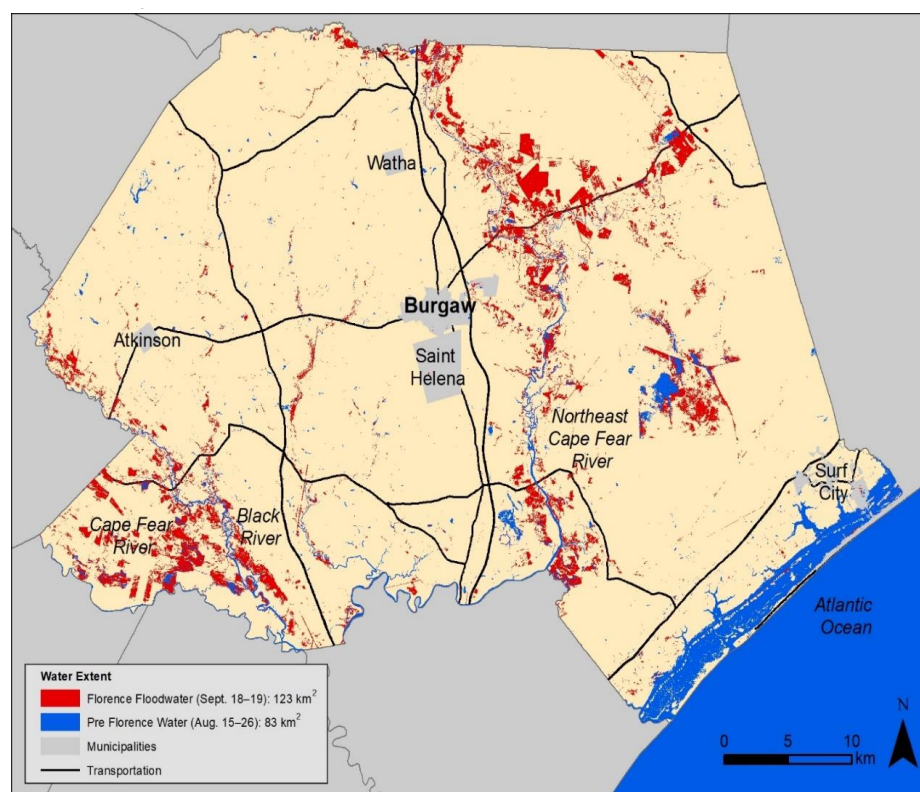 Watha
Burgaw
Atkinson
Saint
Helena
Northeast
Cape Fear
River
Surf
City
Cape Fear
River
Black
River
Atlantic
Ocean
Water Extent
Florence Floodwater (Sept. 18–19): 123 km²
Pre Florence Water (Aug. 15–26): 83 km²
Municipalities
Transportation
N
0 5 10
km